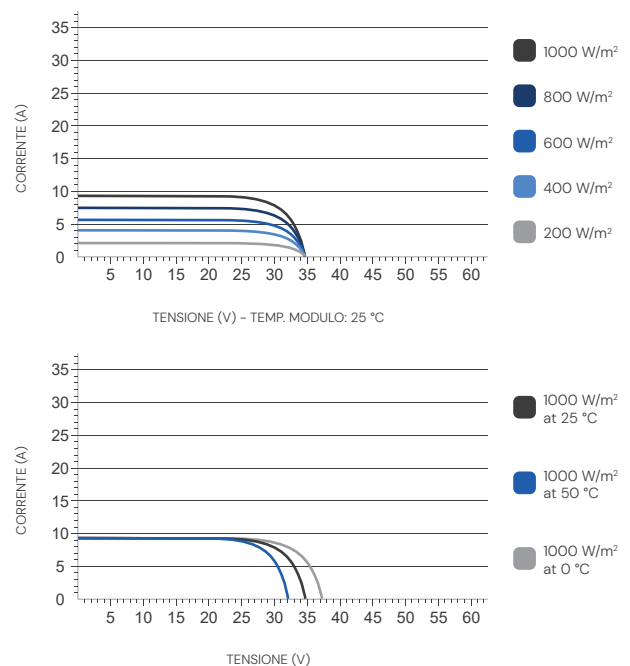 35
30
25
20
15
10
5
0
CORRENTE (A)
5 10 15 20 25 30 35 40 45 50 55 60
TENSIONE (V) – TEMP. MODULO: 25 °C
1000 W/m²
800 W/m²
600 W/m²
400 W/m²
200 W/m²
35
30
25
20
15
10
5
0
CORRENTE (A)
5 10 15 20 25 30 35 40 45 50 55 60
TENSIONE (V)
1000 W/m²
at 25 °C
1000 W/m²
at 50 °C
1000 W/m²
at 0 °C